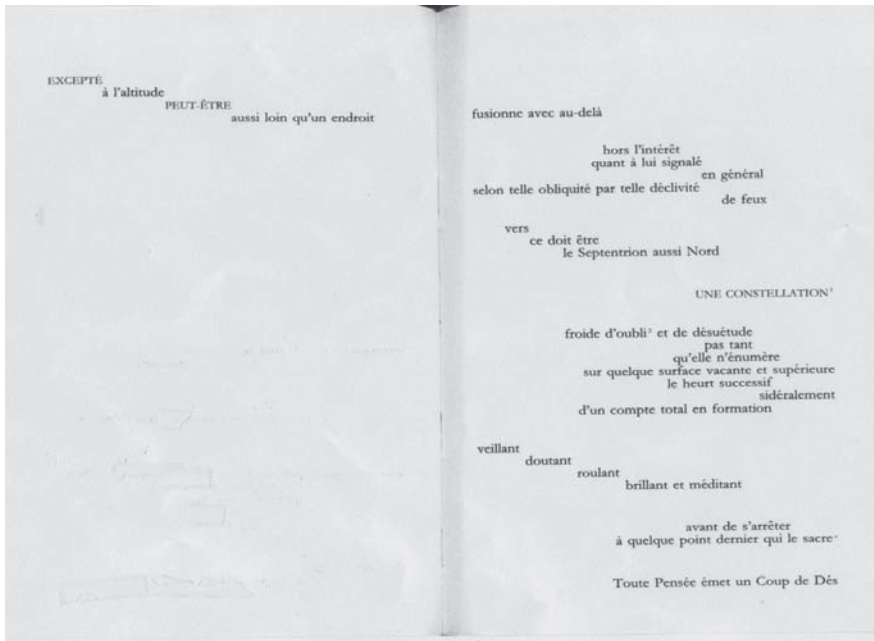 EXCEPTÉ
à l'altitude
PEUT-ÊTRE
aussi loin qu'un endroit
fusionne avec au-delà
hors l'intérêt
quant à lui signalé
en général
selon telle obliquité par telle déclivité
de feux
vers
ce doit être
le Septentrion aussi Nord
UNE CONSTELLATION¹
froide d'oubli² et de désuétude
pas tant
qu'elle n'énumère
sur quelque surface vacante et supérieure
le heurt successif
sidéralement
d'un compte total en formation
veillant
doutant
roulant
brillant et méditant
avant de s'arrêter
à quelque point dernier qui le sacre
Toute Pensée émet un Coup de Dés